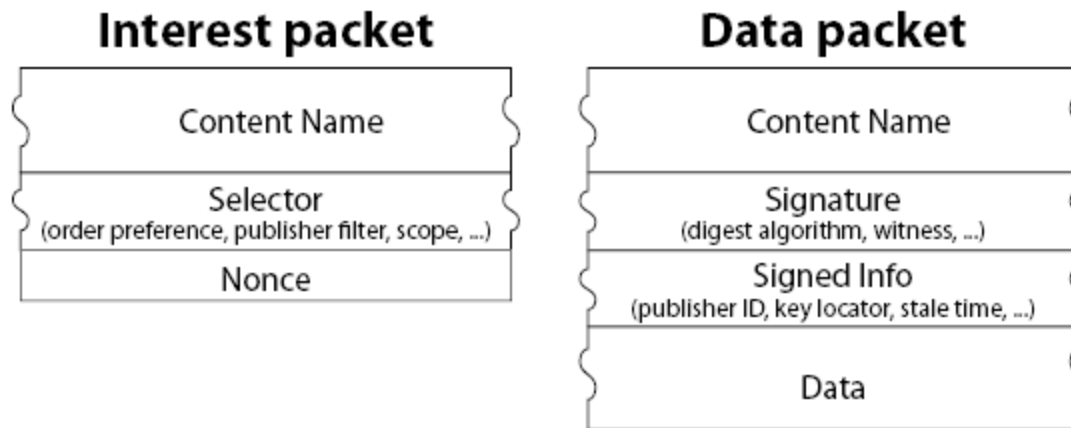 Interest packet
Content Name
Selector
(order preference, publisher filter, scope, ...)
Nonce
Data packet
Content Name
Signature
(digest algorithm, witness, ...)
Signed Info
(publisher ID, key locator, stale time, ...)
Data